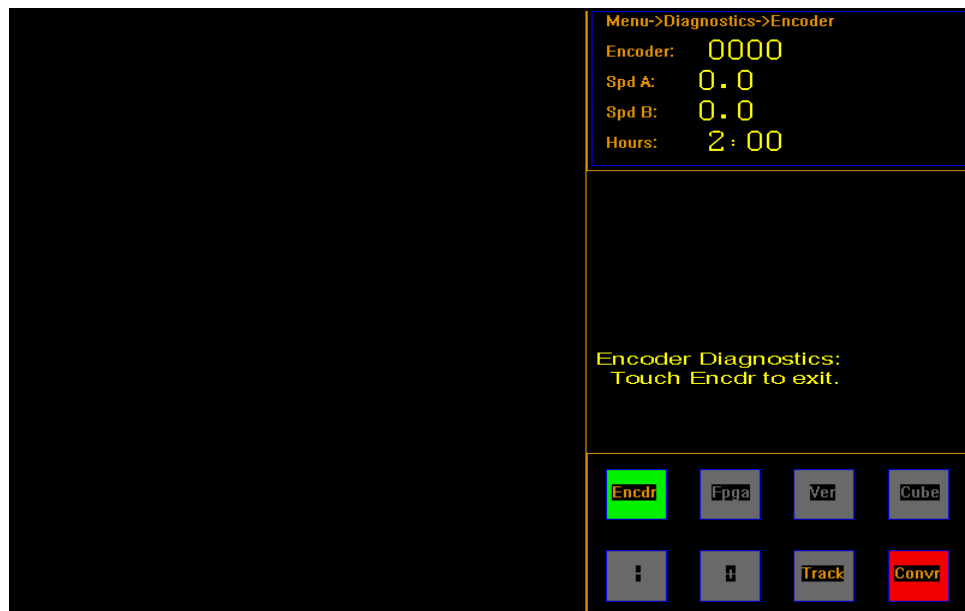 Menu->Diagnostics->Encoder
Encoder: 0000
Spd A: 0.0
Spd B: 0.0
Hours: 2:00
Encoder Diagnostics:
Touch Encdr to exit.
Encdr Fpga Ver Cube
- + Track Convr